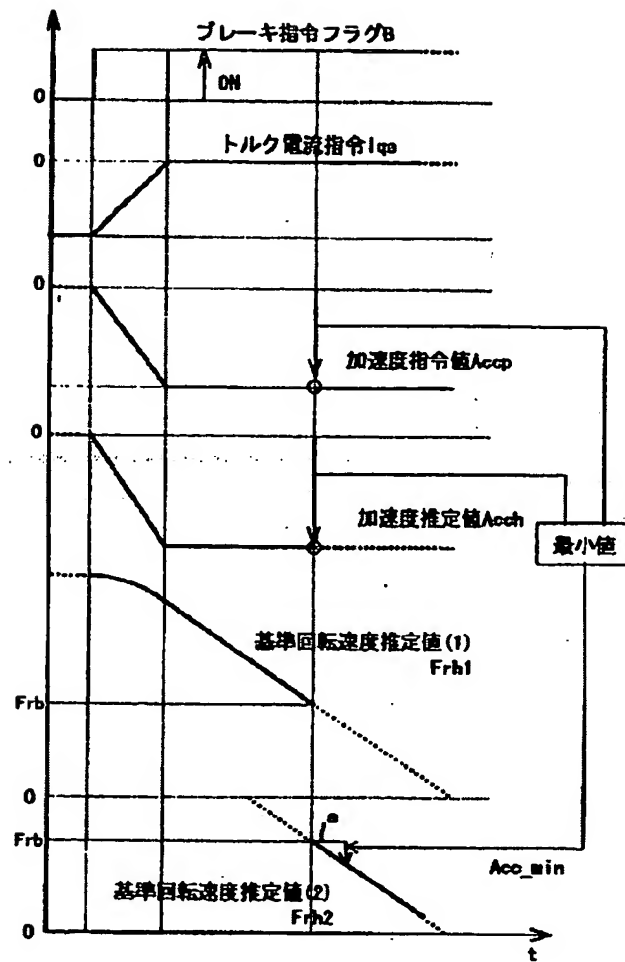 ブレーキ指令フラグB
ON
0
0
トルク電流指令Iqs
0
加速度指令値Accp
0
加速度推定値Acch
最小値
基準回転速度推定値(1)
Frh1
Frb
0
Frb
a
Acc_min
基準回転速度推定値(2)
Frh2
0
t